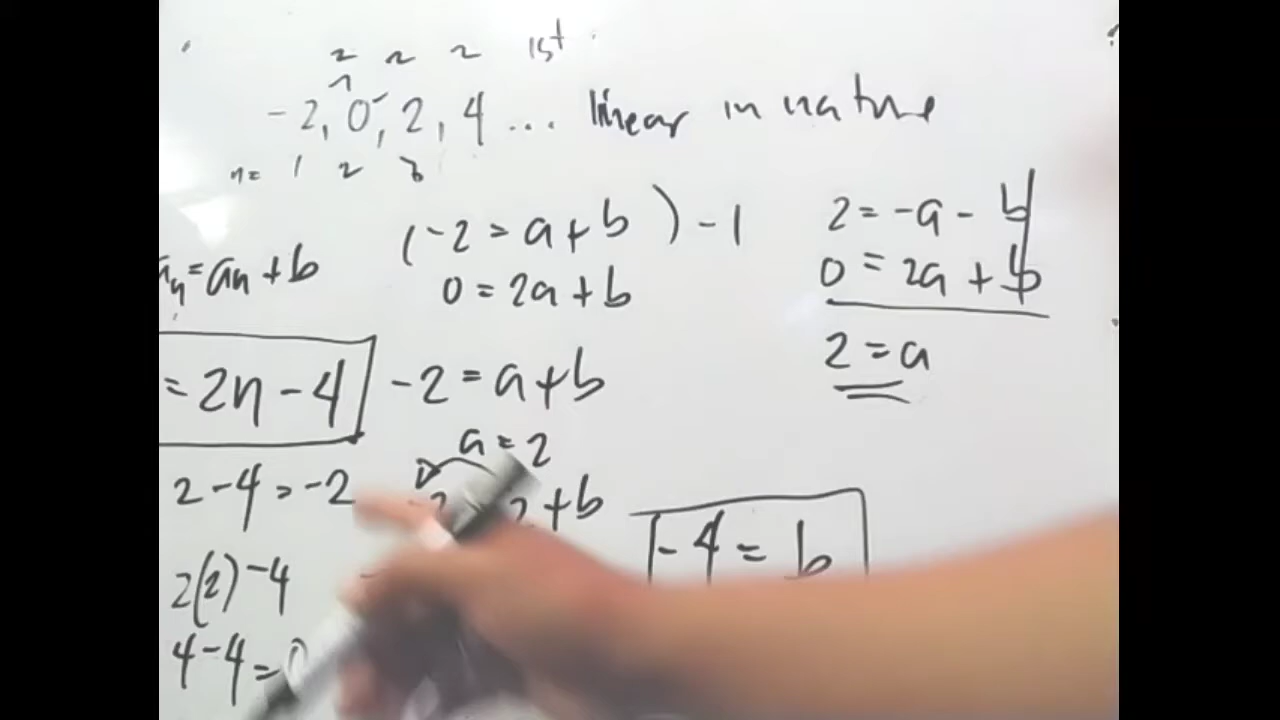 2 2 2 1st
-2, 0, 2, 4 ... linear in nature
n= 1 2 3
aₙ = an + b
= 2n - 4
2 - 4 = -2
2(2) - 4
4 - 4 = 0
(-2 = a + b) - 1
0 = 2a + b
-2 = a + b
a = 2
2 + b
-4 = b
2 = -a - b
0 = 2a + b
2 = a